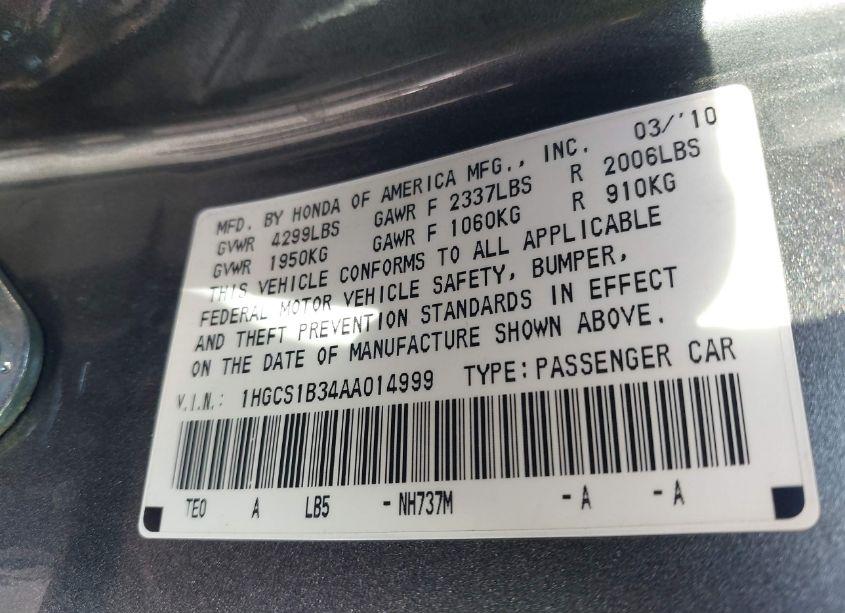 MFD. BY HONDA OF AMERICA MFG., INC. 03/'10
GVWR 4299LBS GAWR F 2337LBS R 2006LBS
GVWR 1950KG GAWR F 1060KG R 910KG
THIS VEHICLE CONFORMS TO ALL APPLICABLE
FEDERAL MOTOR VEHICLE SAFETY, BUMPER,
AND THEFT PREVENTION STANDARDS IN EFFECT
ON THE DATE OF MANUFACTURE SHOWN ABOVE.
V.I.N.: 1HGCS1B34AA014999 TYPE:PASSENGER CAR
TE0 A LB5 -NH737M -A -A